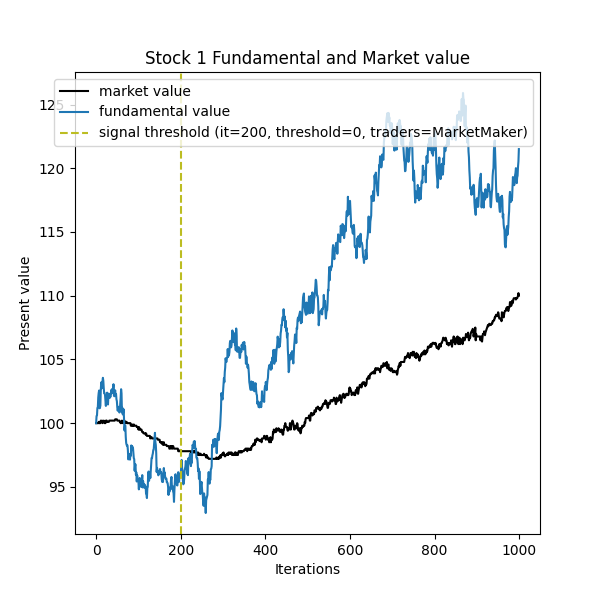 Stock 1 Fundamental and Market value
market value
fundamental value
signal threshold (it=200, threshold=0, traders=MarketMaker)
125
120
115
110
105
100
95
Present value
0 200 400 600 800 1000
Iterations